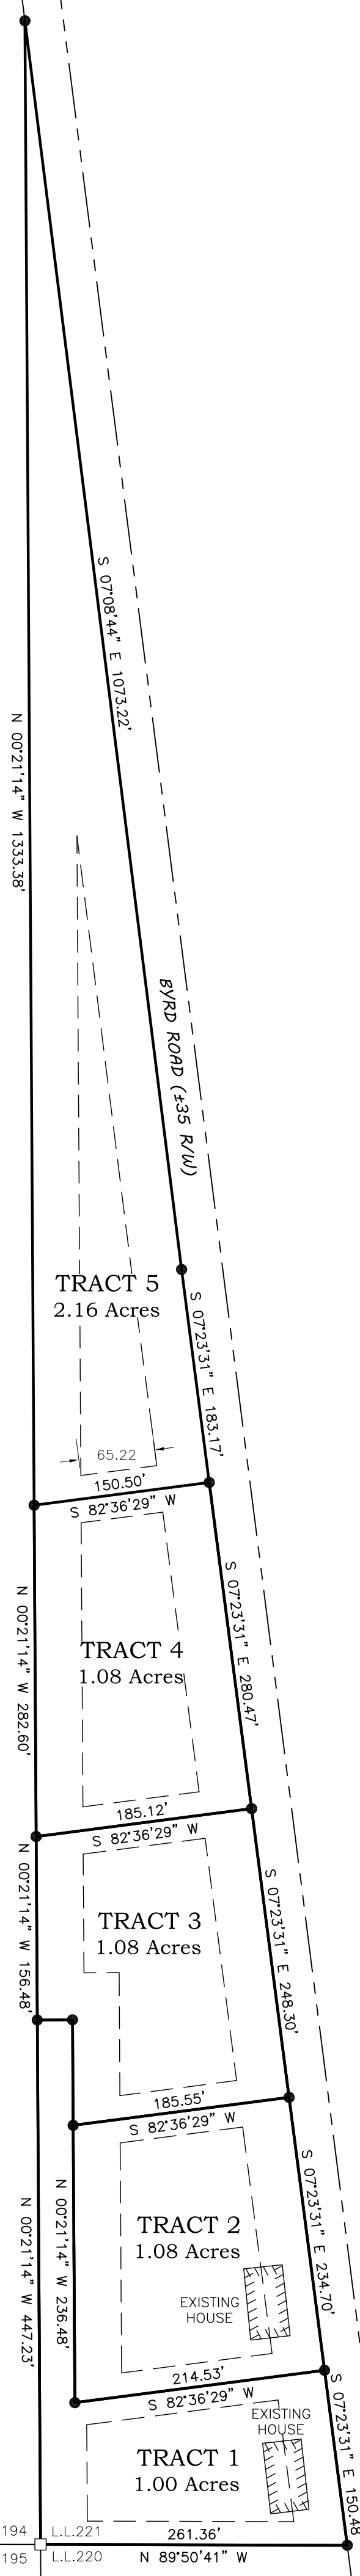 S 07°08'44" E 1073.22'
N 00°21'14" W 1333.38'
BYRD ROAD (±35 R/W)
TRACT 5
2.16 Acres
S 07°23'31" E 183.17'
65.22
150.50'
S 82°36'29" W
N 00°21'14" W 282.60'
S 07°23'31" E 280.47'
TRACT 4
1.08 Acres
185.12'
S 82°36'29" W
N 00°21'14" W 156.48'
S 07°23'31" E 248.30'
TRACT 3
1.08 Acres
185.55'
S 82°36'29" W
N 00°21'14" W 447.23'
N 00°21'14" W 236.48'
S 07°23'31" E 234.70'
TRACT 2
1.08 Acres
EXISTING
HOUSE
214.53'
S 82°36'29" W
EXISTING
HOUSE
S 07°23'31" E 150.48
TRACT 1
1.00 Acres
194
L.L.221
261.36'
195
L.L.220
N 89°50'41" W